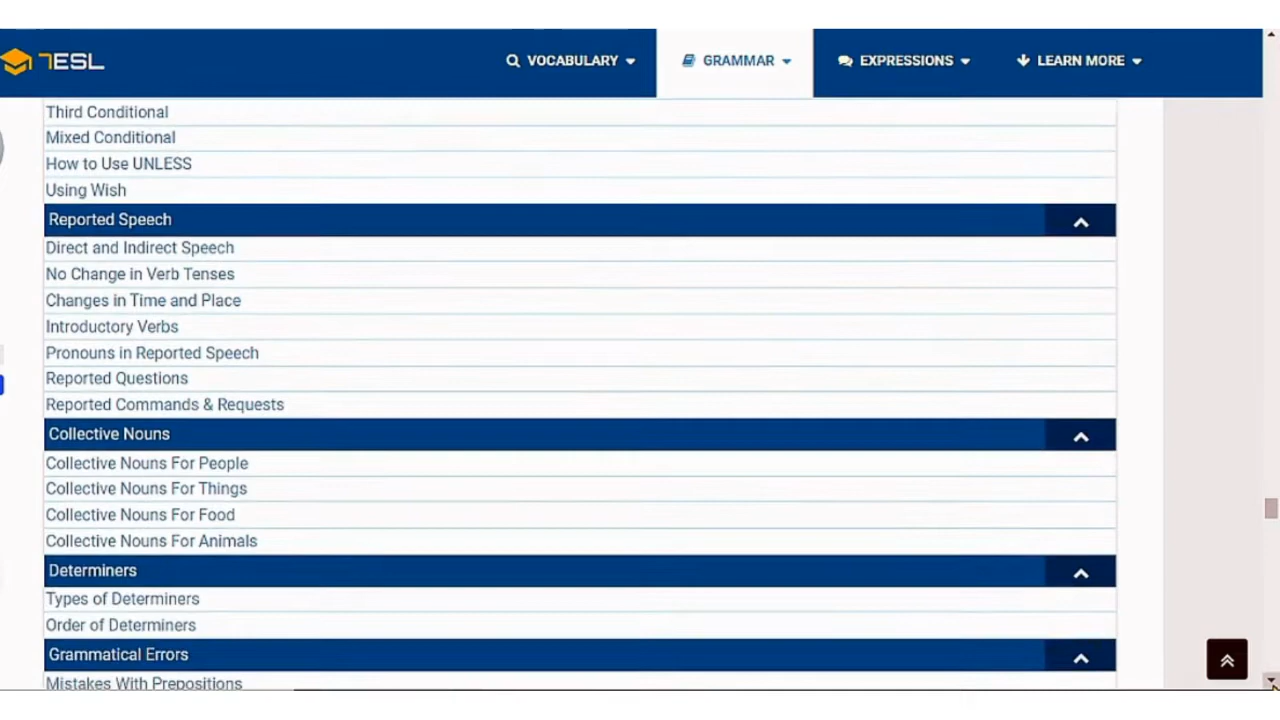 7ESL
VOCABULARY
GRAMMAR
EXPRESSIONS
LEARN MORE
Third Conditional
Mixed Conditional
How to Use UNLESS
Using Wish
Reported Speech
Direct and Indirect Speech
No Change in Verb Tenses
Changes in Time and Place
Introductory Verbs
Pronouns in Reported Speech
Reported Questions
Reported Commands & Requests
Collective Nouns
Collective Nouns For People
Collective Nouns For Things
Collective Nouns For Food
Collective Nouns For Animals
Determiners
Types of Determiners
Order of Determiners
Grammatical Errors
Mistakes With Prepositions